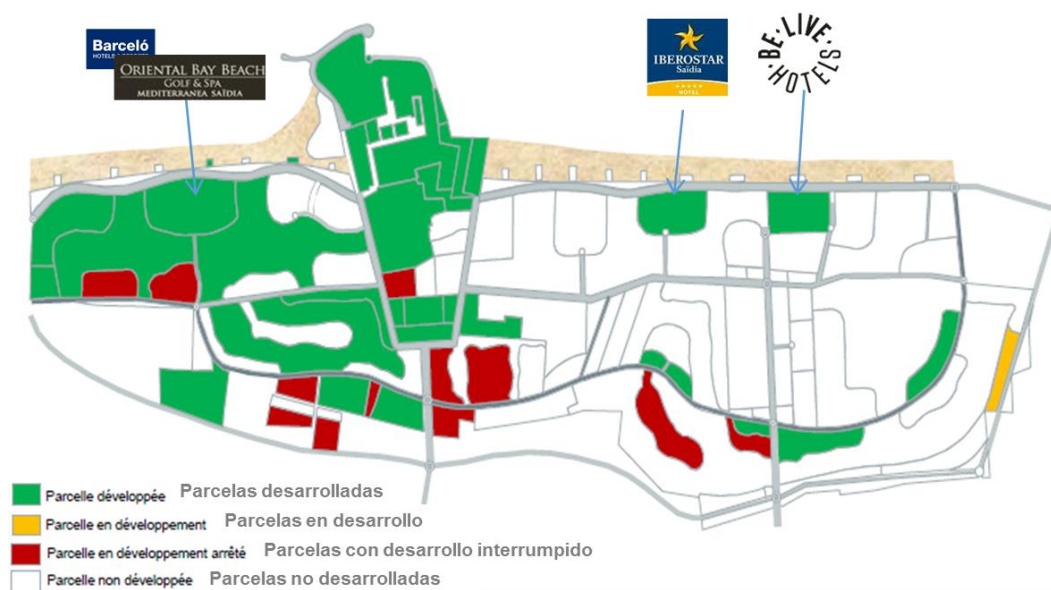 Barceló
ORIENTAL BAY BEACH
GOLF & SPA
MEDITERRANEA SAÏDIA
IBEROSTAR
Saïdia
HOTEL
BE LIVE HOTELS
Parcelle développée Parcelas desarrolladas
Parcelle en développement Parcelas en desarrollo
Parcelle en développement arrêté Parcelas con desarrollo interrumpido
Parcelle non développée Parcelas no desarrolladas